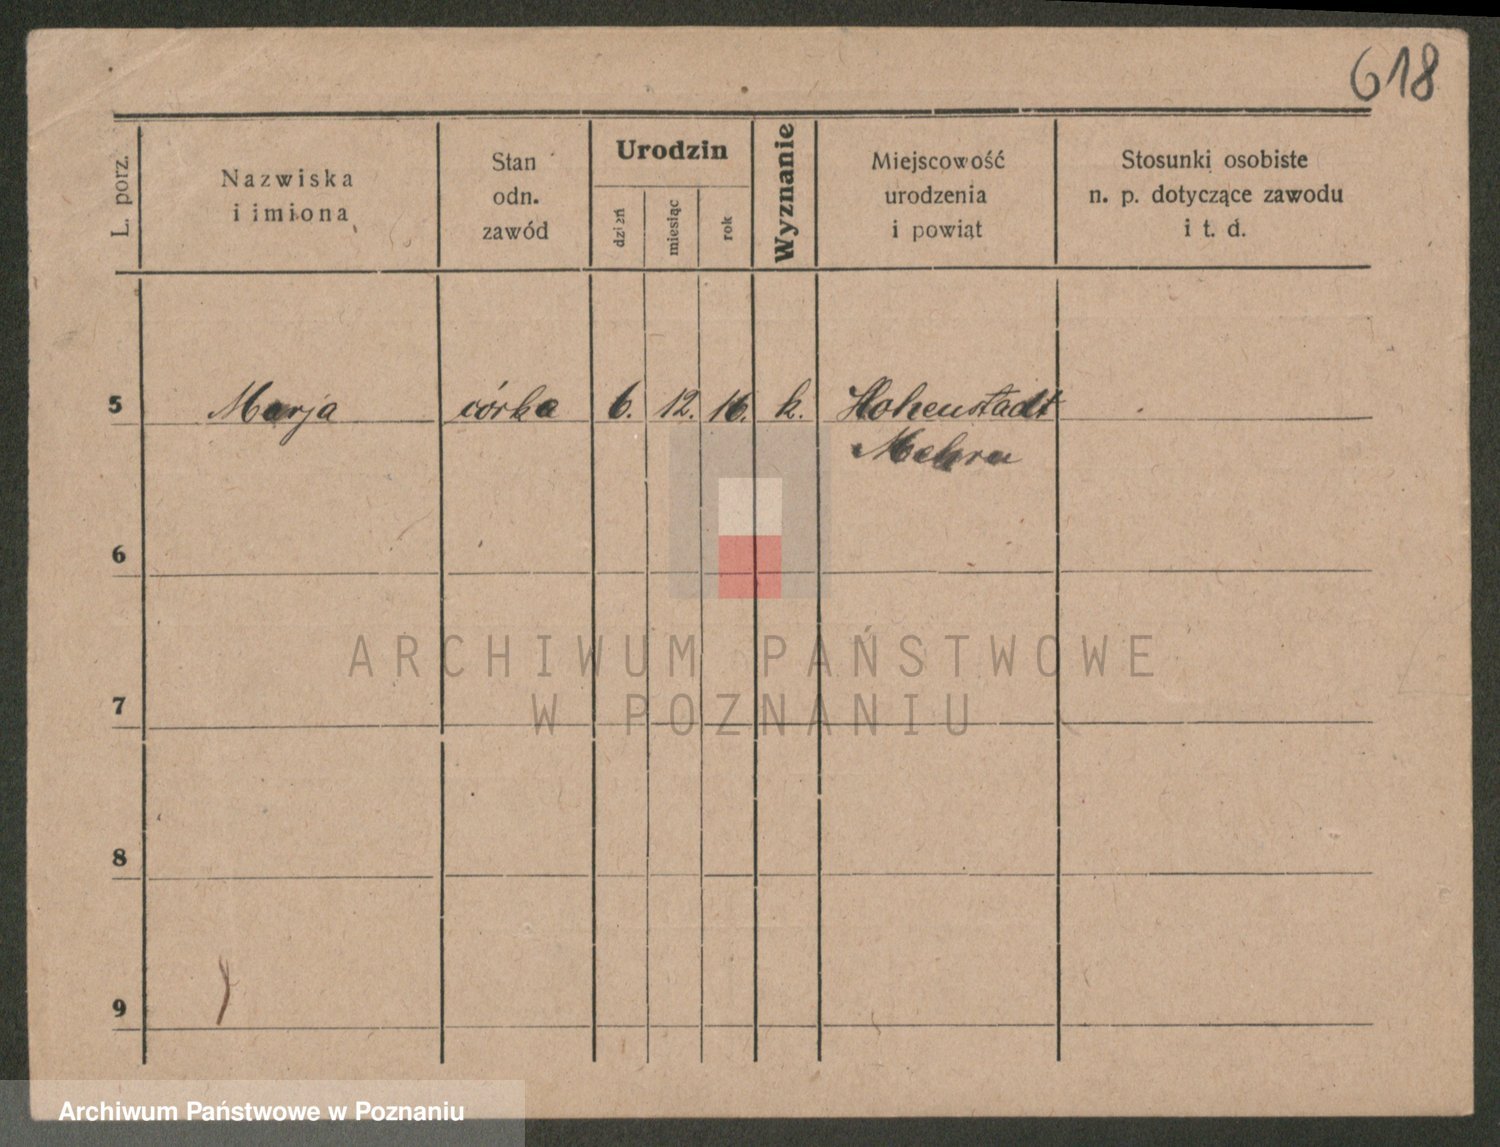 618
L. porz.
Nazwiska
i imiona
Stan
odn.
zawód
Urodzin
dzień
miesiąc
rok
Wyznanie
Miejscowość
urodzenia
i powiąt
Stosunki osobiste
n. p. dotyczące zawodu
i t. d.
5 Marja córka 6. 12. 16. k. Hohenstadt
6
7
8
9
ARCHIWUM PAŃSTWOWE
W POZNANIU
Archiwum Państwowe w Poznaniu